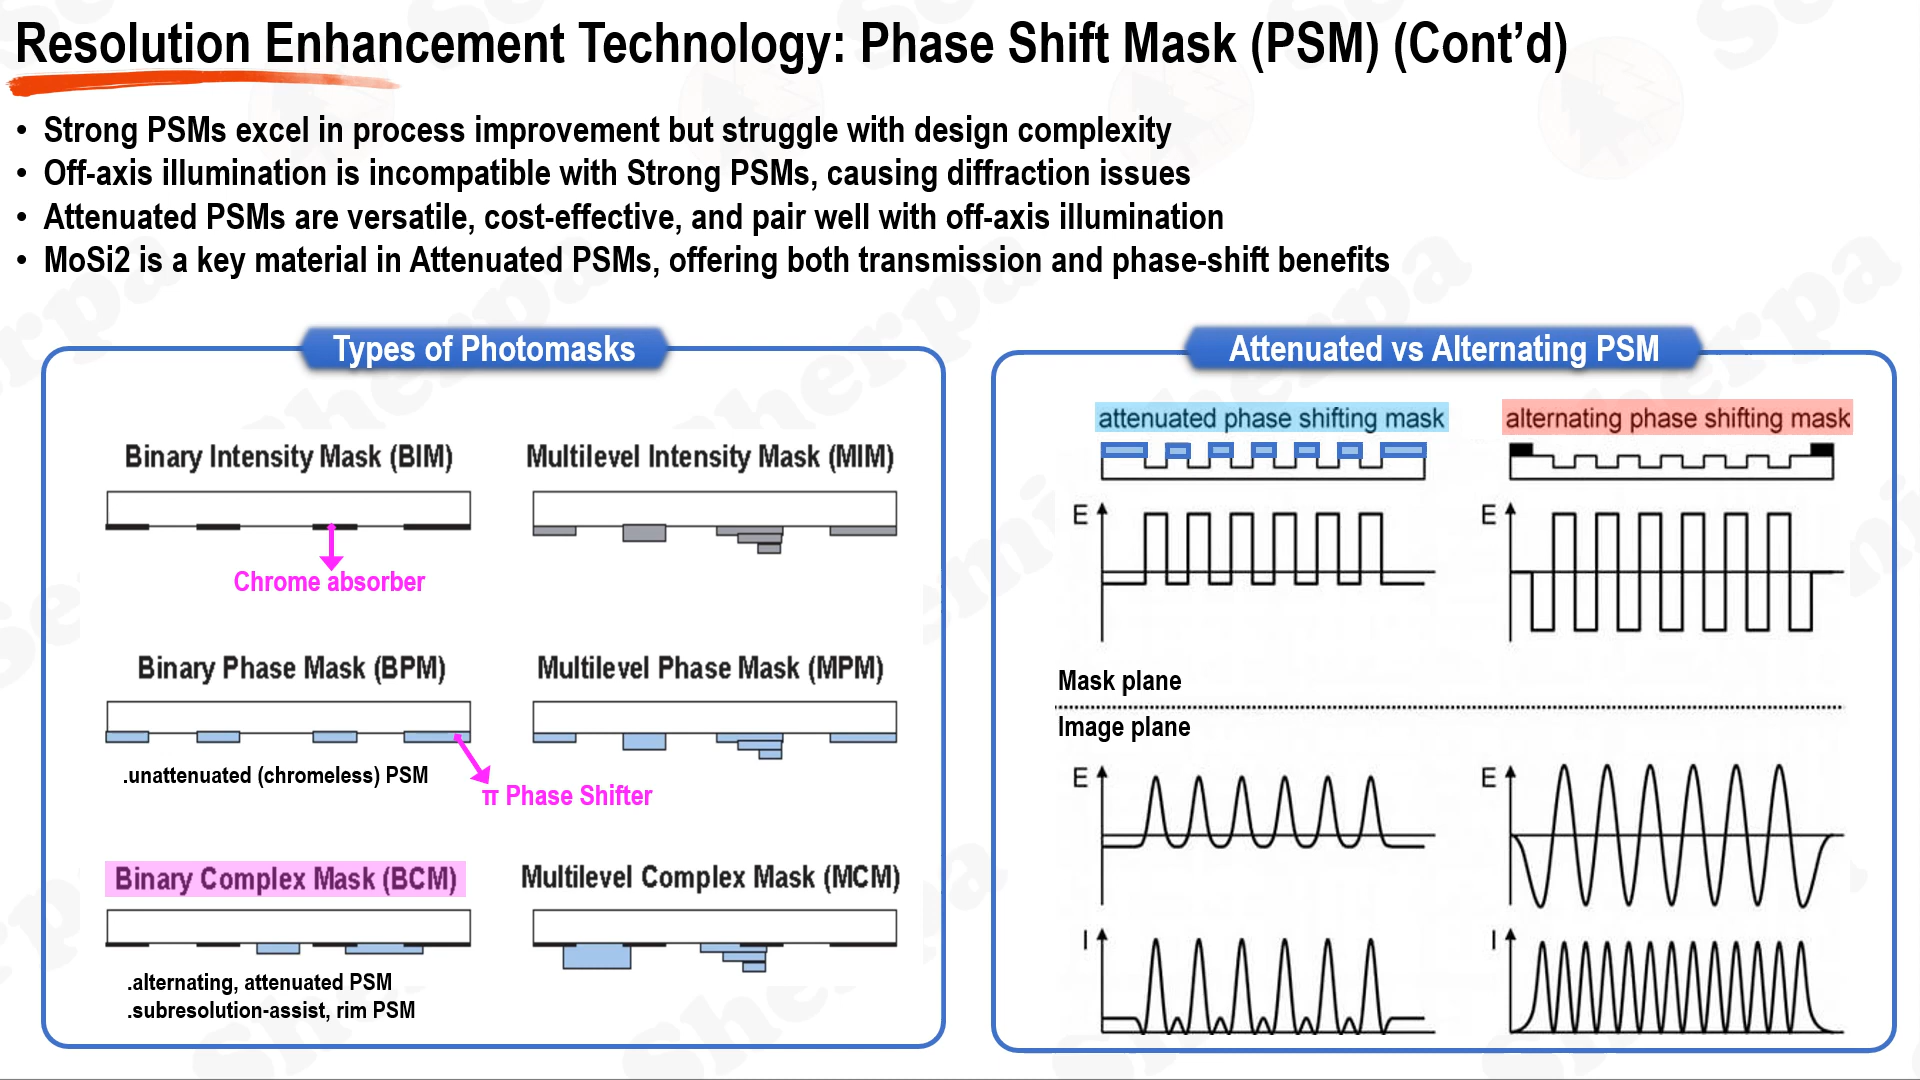 Resolution Enhancement Technology: Phase Shift Mask (PSM) (Cont’d)
• Strong PSMs excel in process improvement but struggle with design complexity
• Off-axis illumination is incompatible with Strong PSMs, causing diffraction issues
• Attenuated PSMs are versatile, cost-effective, and pair well with off-axis illumination
• MoSi2 is a key material in Attenuated PSMs, offering both transmission and phase-shift benefits
Types of Photomasks
Binary Intensity Mask (BIM)
Multilevel Intensity Mask (MIM)
Chrome absorber
Binary Phase Mask (BPM)
Multilevel Phase Mask (MPM)
.unattenuated (chromeless) PSM
π Phase Shifter
Binary Complex Mask (BCM)
Multilevel Complex Mask (MCM)
.alternating, attenuated PSM
.subresolution-assist, rim PSM
Attenuated vs Alternating PSM
attenuated phase shifting mask
alternating phase shifting mask
E
E
Mask plane
Image plane
E
E
I
I
Semi Sherpa